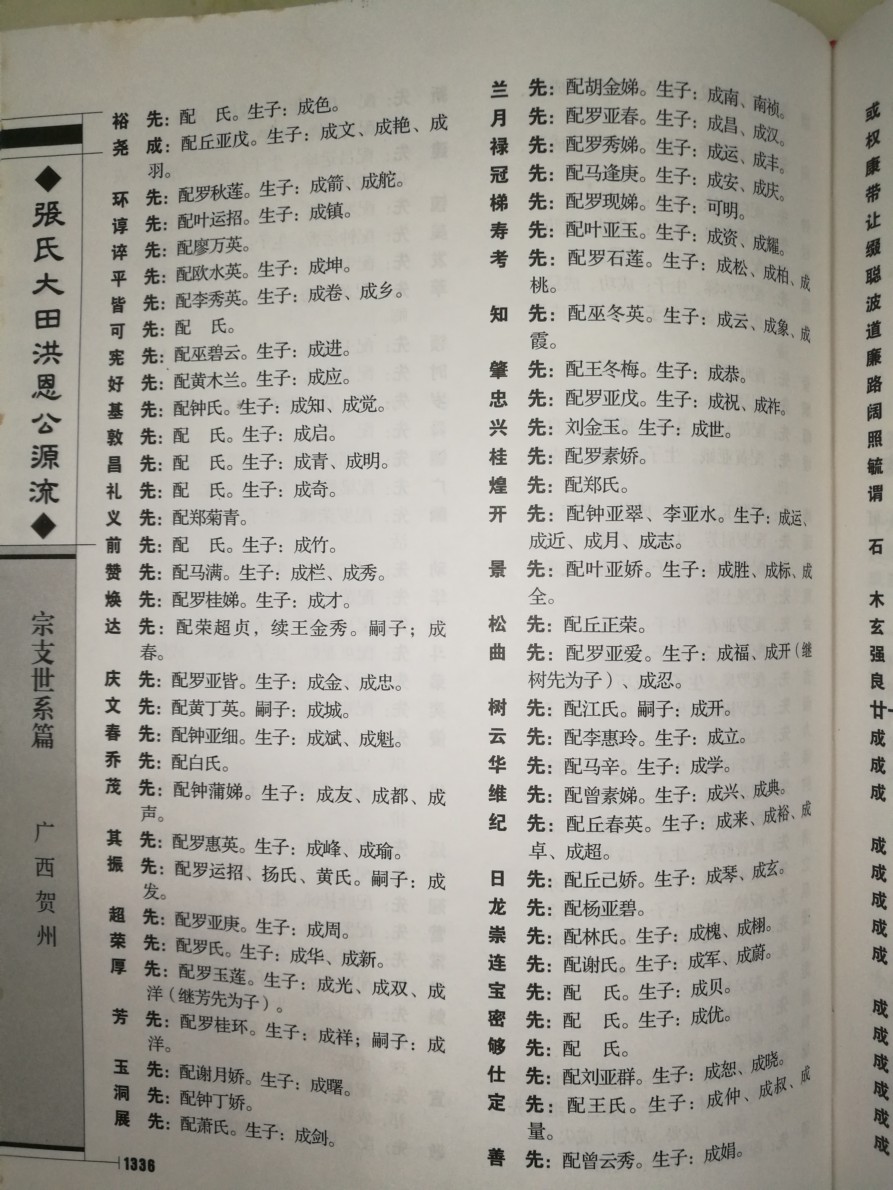 ◆張氏大田洪恩公源流◆
宗支世系篇
广西贺州
裕 先：配 氏。生子：成色。
尧 成：配丘亚戊。生子：成文、成艳、成
羽。
环 先：配罗秋莲。生子：成箭、成舵。
谆 先：配叶运招。生子：成镇。
谇 先：配廖万英。
平 先：配欧水英。生子：成坤。
皆 先：配李秀英。生子：成卷、成乡。
可 先：配 氏。
宪 先：配巫碧云。生子：成进。
好 先：配黄木兰。生子：成应。
基 先：配钟氏。生子：成知、成觉。
敦 先：配 氏。生子：成启。
昌 先：配 氏。生子：成青、成明。
礼 先：配 氏。生子：成奇。
义 先：配郑菊青。
前 先：配 氏。生子：成竹。
赞 先：配马满。生子：成栏、成秀。
焕 先：配罗桂娣。生子：成才。
达 先：配荣超贞，续王金秀。嗣子；成
春。
庆 先：配罗亚皆。生子：成金、成忠。
文 先：配黄丁英。嗣子：成城。
春 先：配钟亚细。生子：成斌、成魁。
乔 先：配白氏。
茂 先：配钟蒲娣。生子：成友、成都、成
声。
其 先：配罗惠英。生子：成峰、成瑜。
振 先：配罗运招、扬氏、黄氏。嗣子：成
发。
超 先：配罗亚庚。生子：成周。
荣 先：配罗氏。生子：成华、成新。
厚 先：配罗玉莲。生子：成光、成双、成
洋（继芳先为子）。
芳 先：配罗桂环。生子：成祥；嗣子：成
洋。
玉 先：配谢月娇。生子：成曙。
洞 先：配钟丁娇。
展 先：配萧氏。生子：成剑。
1336
兰 先：配胡金娣。生子：成南、南祯。
月 先：配罗亚春。生子：成昌、成汉。
禄 先：配罗秀娣。生子：成运、成丰。
冠 先：配马逢庚。生子：成安、成庆。
梯 先：配罗现娣。生子：可明。
寿 先：配叶亚玉。生子：成资、成耀。
考 先：配罗石莲。生子：成松、成柏、成
桃。
知 先：配巫冬英。生子：成云、成象、成
霞。
肇 先：配王冬梅。生子：成恭。
忠 先：配罗亚戊。生子：成祝、成祚。
兴 先：刘金玉。生子：成世。
桂 先：配罗素娇。
煌 先：配郑氏。
开 先：配钟亚翠、李亚水。生子：成运、
成近、成月、成志。
景 先：配叶亚娇。生子：成胜、成标、成
全。
松 先：配丘正荣。
曲 先：配罗亚爱。生子：成福、成开（继
树先为子）、成忍。
树 先：配江氏。嗣子：成开。
云 先：配李惠玲。生子：成立。
华 先：配马辛。生子：成学。
维 先：配曾素娣。生子：成兴、成典。
纪 先：配丘春英。生子：成来、成裕、成
卓、成超。
日 先：配丘己娇。生子：成琴、成玄。
龙 先：配杨亚碧。
崇 先：配林氏。生子：成槐、成栩。
连 先：配谢氏。生子：成军、成蔚。
宝 先：配 氏。生子：成贝。
密 先：配 氏。生子：成优。
够 先：配 氏。
仕 先：配刘亚群。生子：成恕、成晓。
定 先：配王氏。生子：成仲、成叔、成
量。
善 先：配曾云秀。生子：成娟。
或
权
康
带
让
缀
聪
波
道
廉
路
阔
照
毓
谓
石
木
玄
强
良
廿
成
成
成
成
成
成
成
成
成
成
成
成
成
成